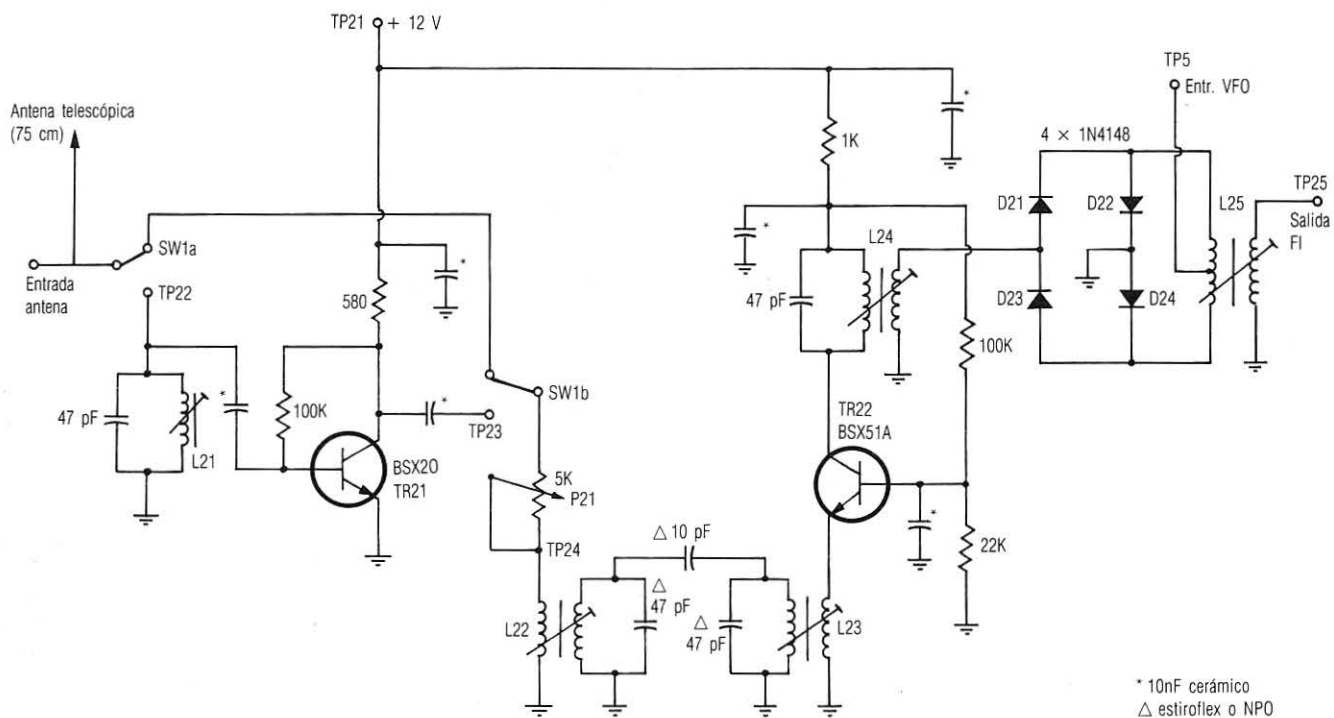 TP21
+ 12 V
Antena telescópica
(75 cm)
TP5
Entr. VFO
4 × 1N4148
1K
*
TP25
Salida
FI
D21
D22
L25
SW1a
Entrada
antena
TP22
*
580
*
L24
47 pF
D23
D24
100K
SW1b
*
TP23
47 pF
L21
*
100K
BSX20
TR21
TR22
BSX51A
5K
P21
TP24
*
22K
△ 10 pF
△
47 pF
△
47 pF
L22
L23
* 10nF cerámico
△ estiroflex o NPO